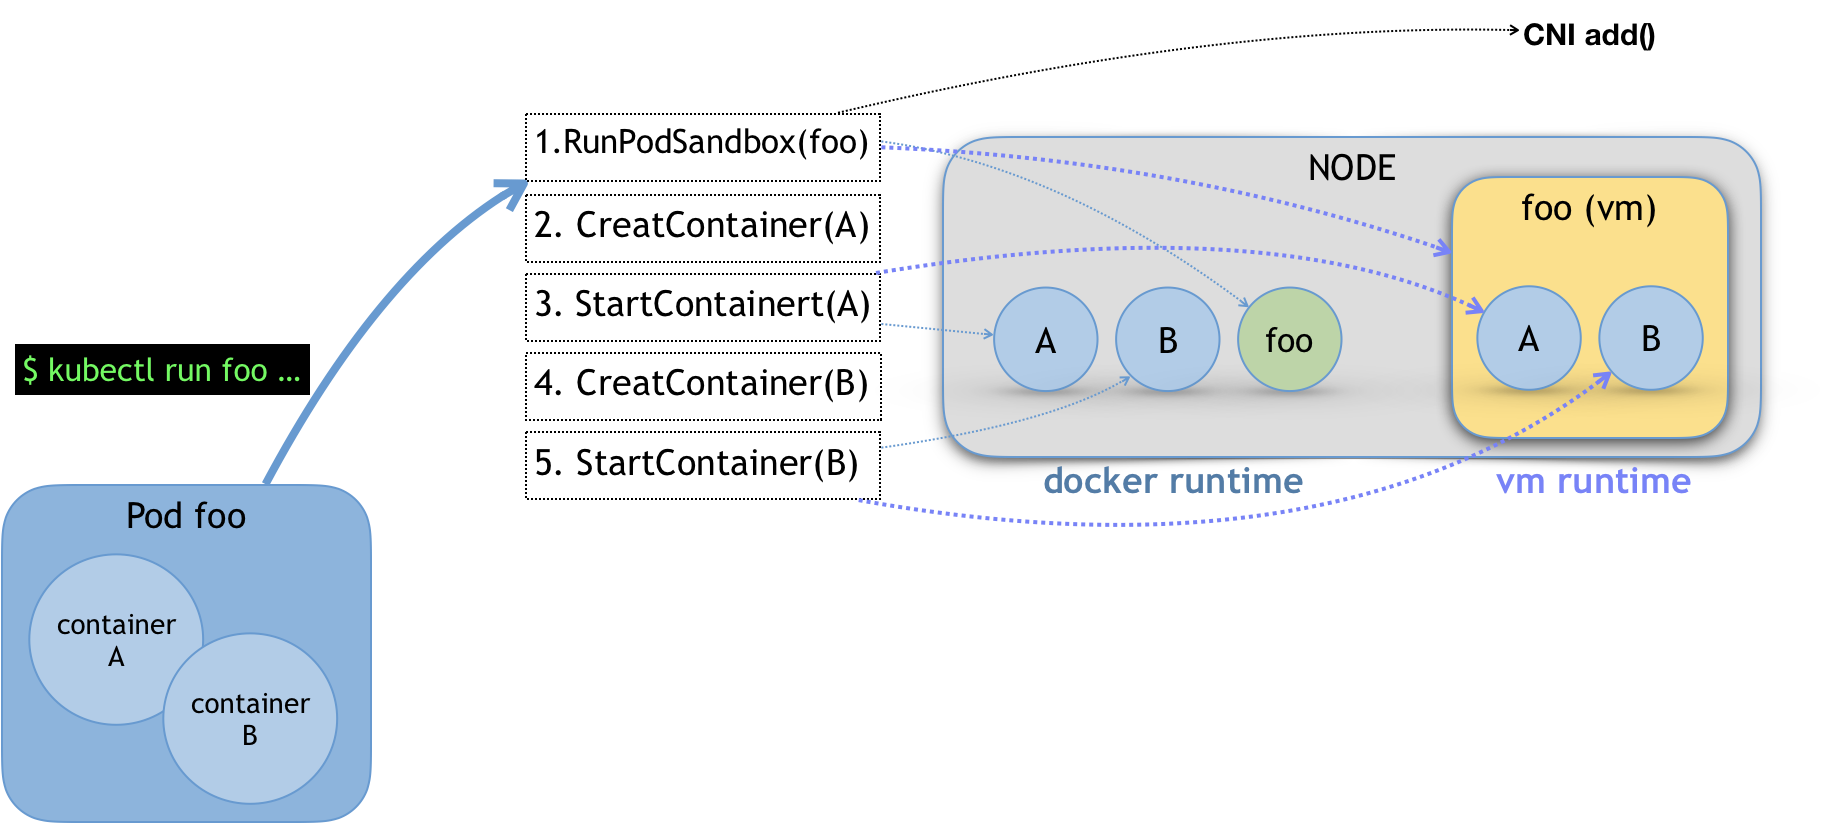 CNI add()
1.RunPodSandbox(foo)
2. CreatContainer(A)
3. StartContainert(A)
4. CreatContainer(B)
5. StartContainer(B)
$ kubectl run foo ...
Pod foo
container
A
container
B
NODE
foo (vm)
A
B
foo
A
B
docker runtime
vm runtime